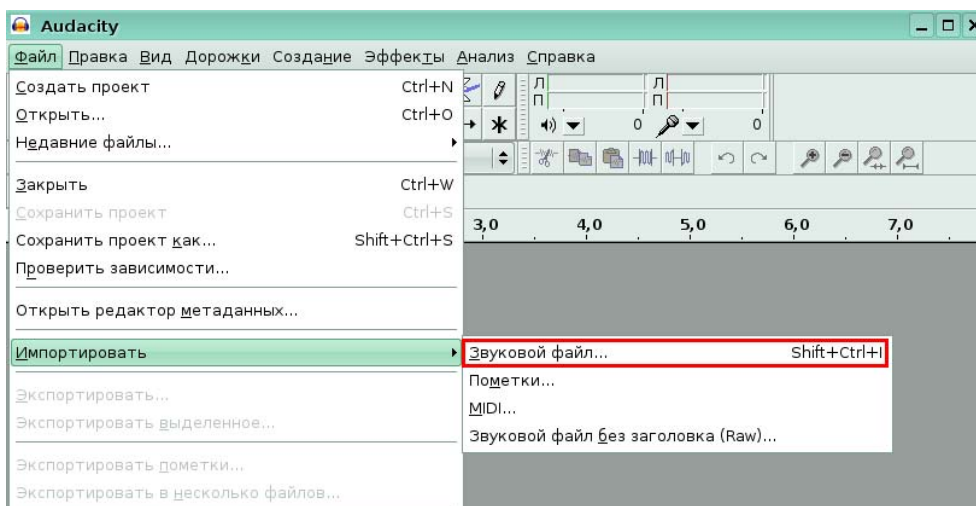 Audacity
Файл Правка Вид Дорожки Создание Эффекты Анализ Справка
Создать проект Ctrl+N
Открыть... Ctrl+O
Недавние файлы...
Закрыть Ctrl+W
Сохранить проект Ctrl+S
Сохранить проект как... Shift+Ctrl+S
Проверить зависимости...
Открыть редактор метаданных...
Импортировать
Экспортировать...
Экспортировать выделенное...
Экспортировать пометки...
Экспортировать в несколько файлов...
Л Л
П П
0 0
3,0 4,0 5,0 6,0 7,0
Звуковой файл... Shift+Ctrl+I
Пометки...
MIDI...
Звуковой файл без заголовка (Raw)...